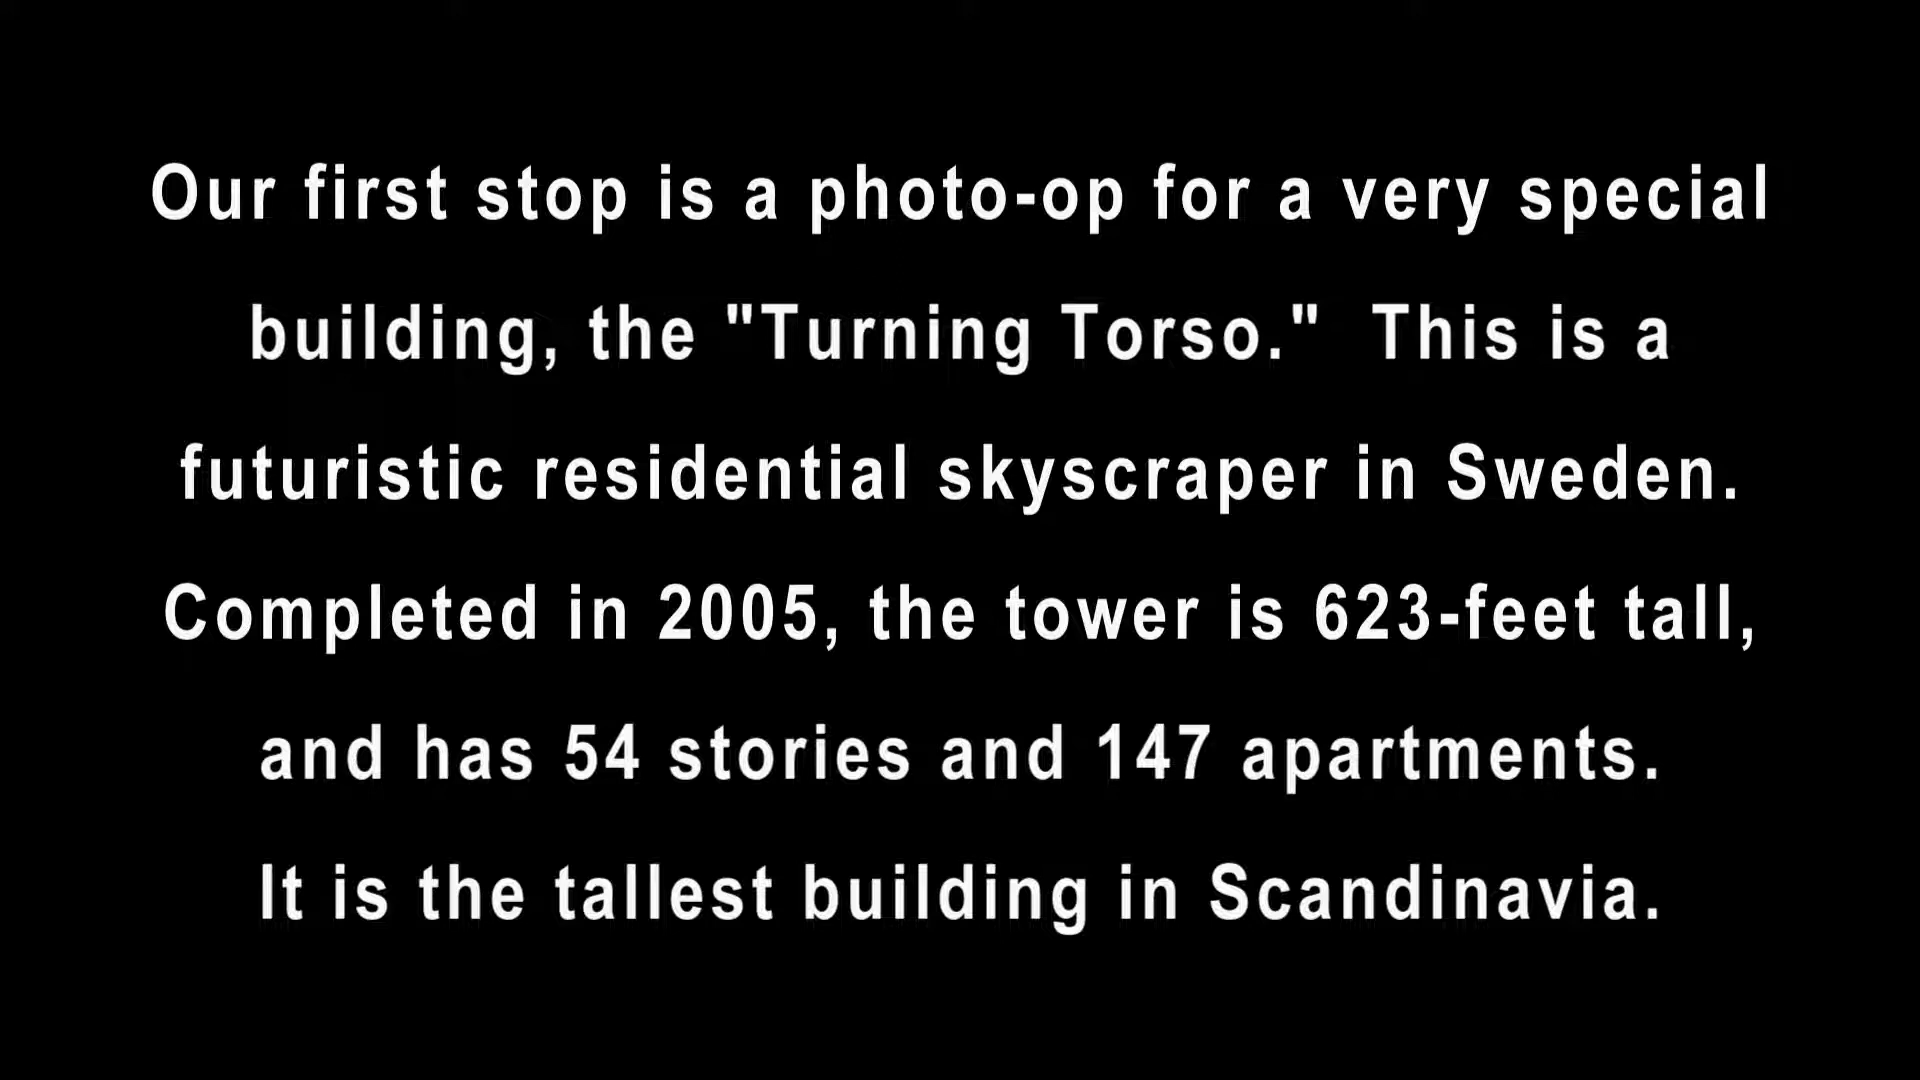 Our first stop is a photo-op for a very special
building, the "Turning Torso."  This is a
futuristic residential skyscraper in Sweden.
Completed in 2005, the tower is 623-feet tall,
and has 54 stories and 147 apartments.
It is the tallest building in Scandinavia.